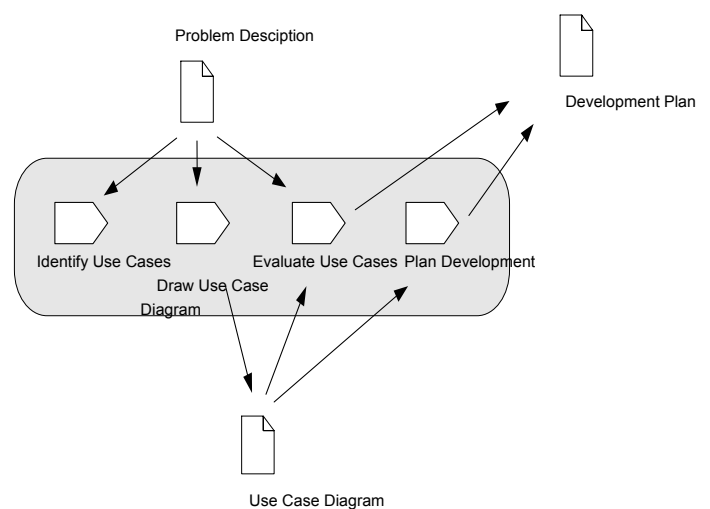 Problem Desciption
Development Plan
Identify Use Cases
Draw Use Case
Diagram
Evaluate Use Cases
Plan Development
Use Case Diagram